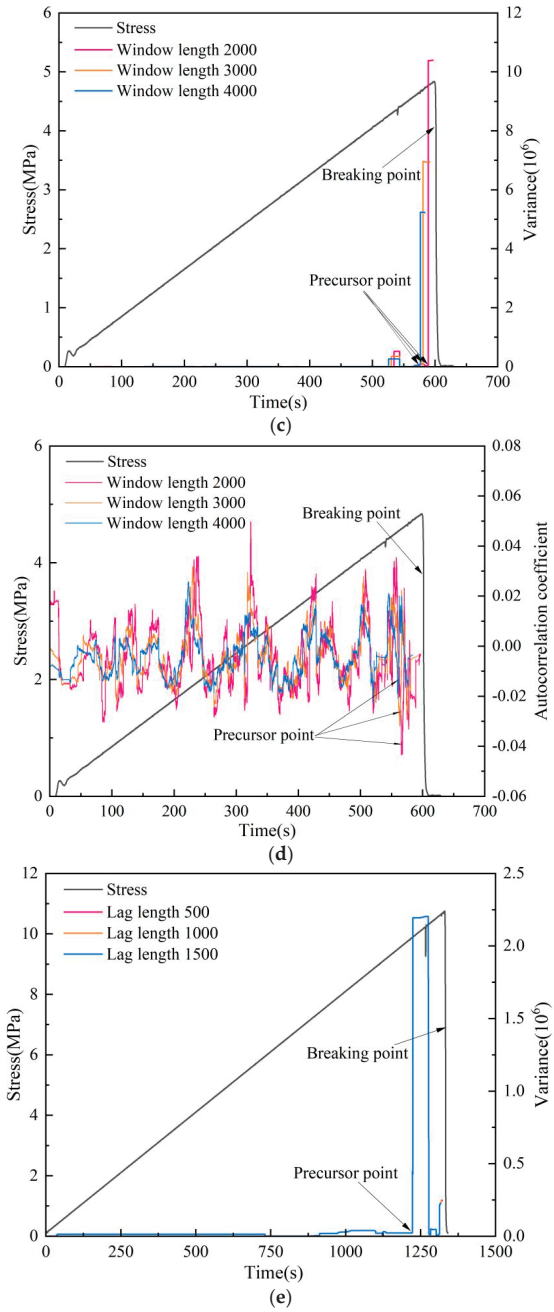 Stress
Window length 2000
Window length 3000
Window length 4000
Breaking point
Precursor point
Stress(MPa)
Variance(10⁶)
6
5
4
3
2
1
0
12
10
8
6
4
2
0
0 100 200 300 400 500 600 700
Time(s)
(c)
Stress
Window length 2000
Window length 3000
Window length 4000
Breaking point
Precursor point
Stress(MPa)
Autocorrelation coefficient
6
4
2
0
0.08
0.06
0.04
0.02
0.00
-0.02
-0.04
-0.06
0 100 200 300 400 500 600 700
Time(s)
(d)
Stress
Lag length 500
Lag length 1000
Lag length 1500
Breaking point
Precursor point
Stress(MPa)
Variance(10⁶)
12
10
8
6
4
2
0
2.5
2.0
1.5
1.0
0.5
0.0
0 250 500 750 1000 1250 1500
Time(s)
(e)